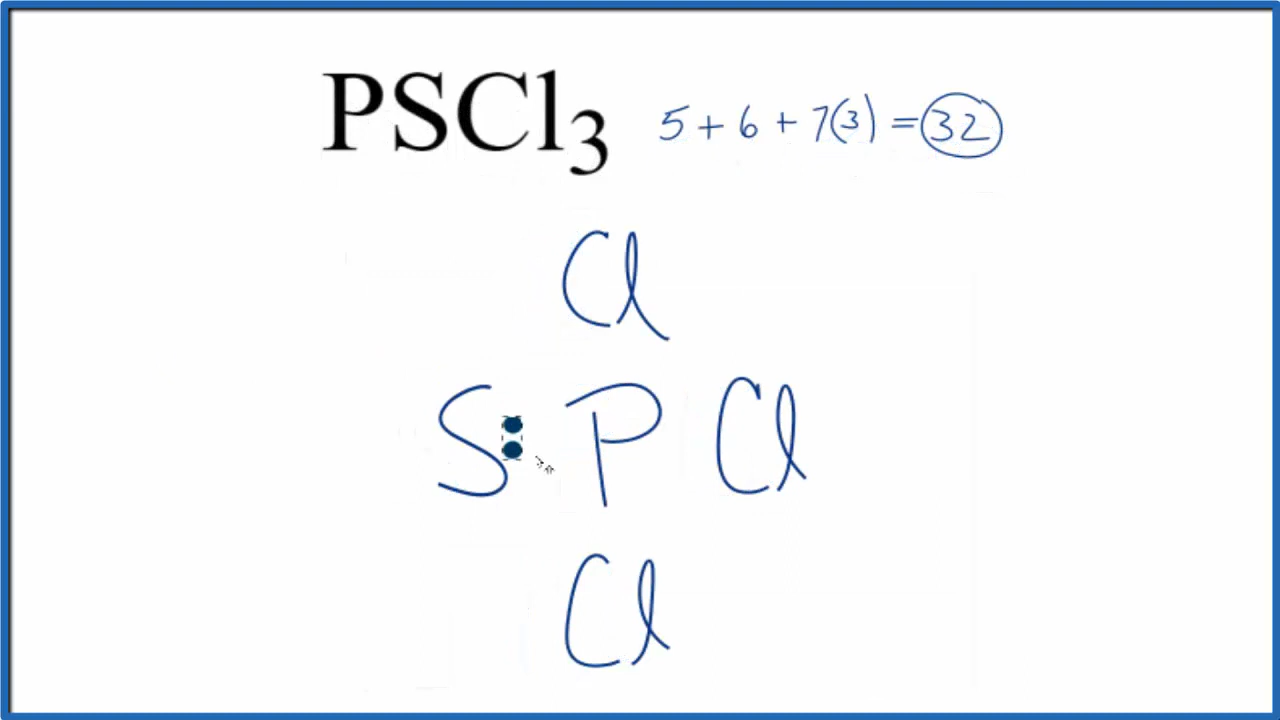 PSCl₃ 5 + 6 + 7(3) = 32
Cl
S : P Cl
Cl